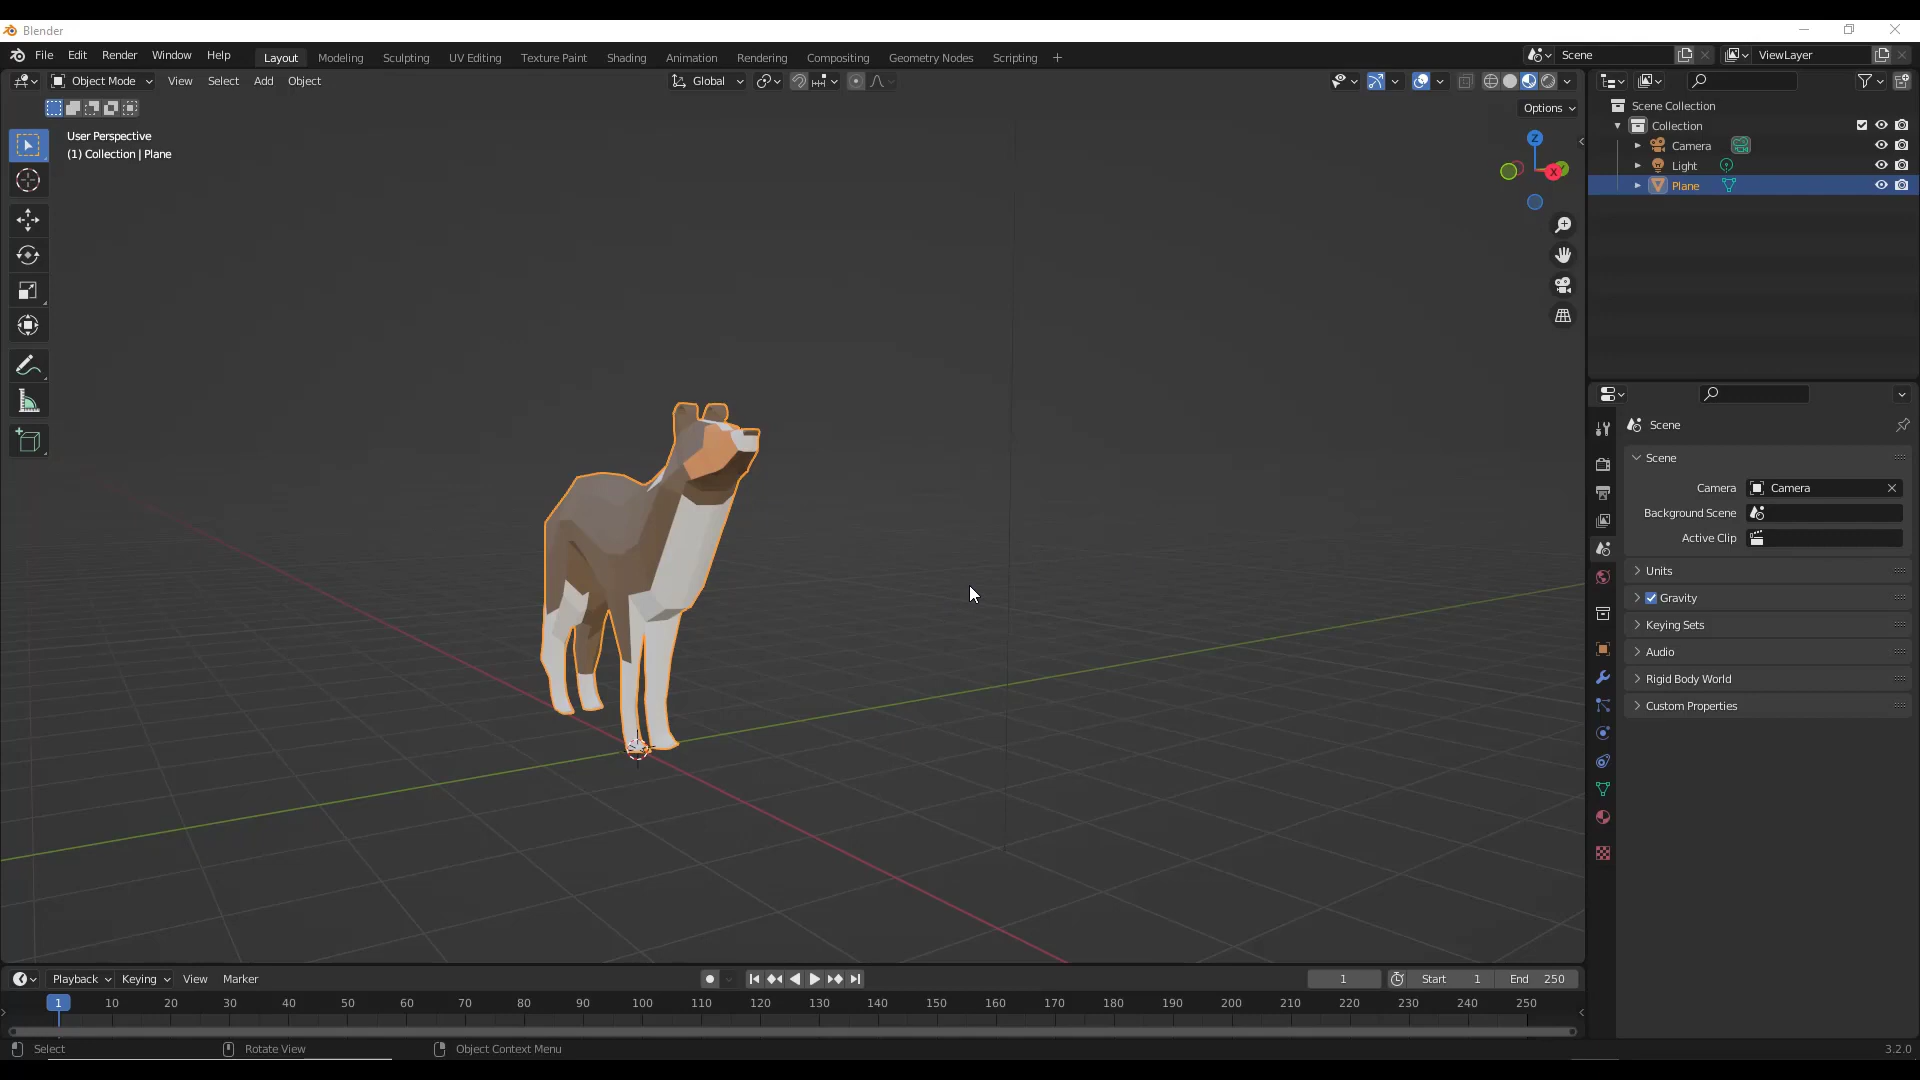 Blender
File Edit Render Window Help Layout Modeling Sculpting UV Editing Texture Paint Shading Animation Rendering Compositing Geometry Nodes Scripting + Scene ViewLayer
Object Mode View Select Add Object Global
Options
User Perspective
(1) Collection | Plane
Z
X
Scene Collection
Collection
Camera
Light
Plane
Scene
Scene
Camera Camera
Background Scene
Active Clip
Units
Gravity
Keying Sets
Audio
Rigid Body World
Custom Properties
Playback Keying View Marker 1 Start 1 End 250
1 10 20 30 40 50 60 70 80 90 100 110 120 130 140 150 160 170 180 190 200 210 220 230 240 250
Select Rotate View Object Context Menu 3.2.0